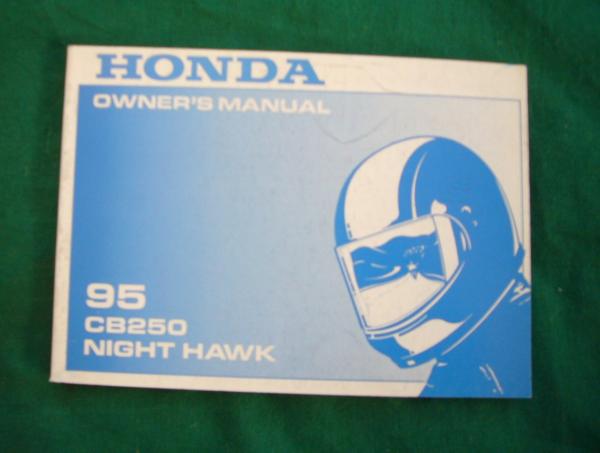 HONDA
OWNER'S MANUAL
95
CB250
NIGHT HAWK